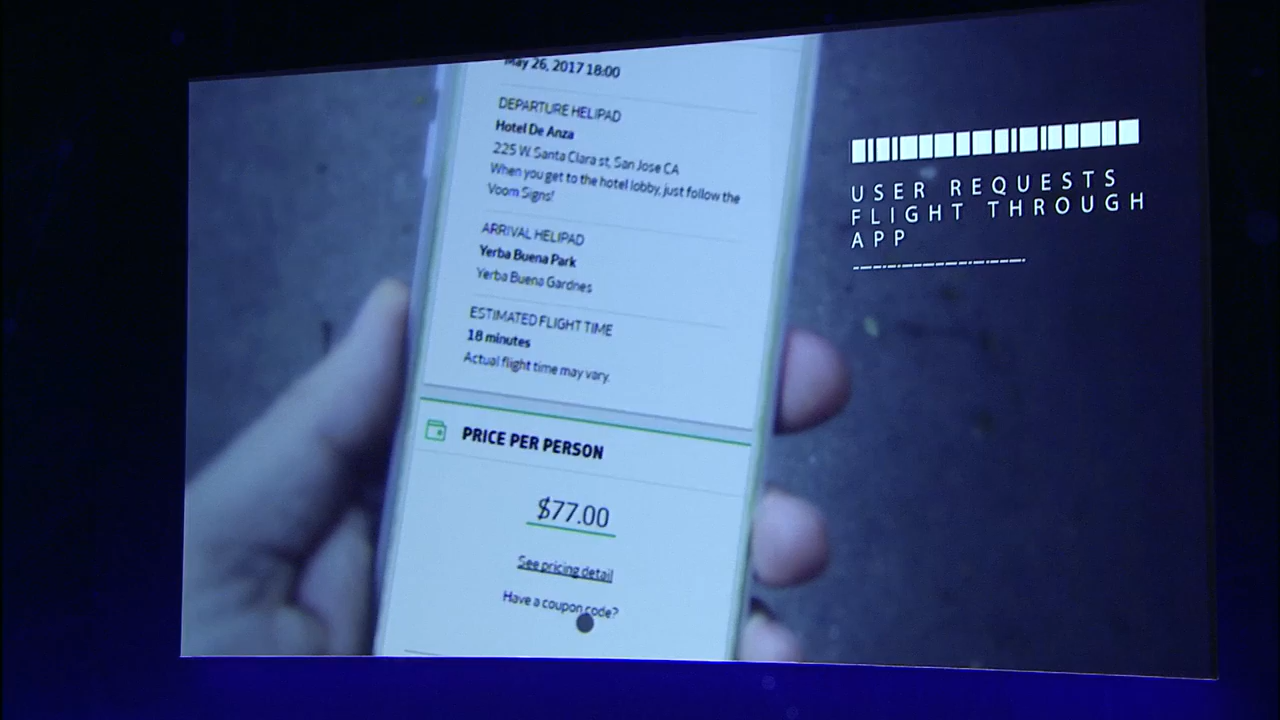 May 26, 2017 18:00
DEPARTURE HELIPAD
Hotel De Anza
225 W. Santa Clara st, San Jose CA
When you get to the hotel lobby, just follow the
Voom Signs!
ARRIVAL HELIPAD
Yerba Buena Park
Yerba Buena Gardnes
ESTIMATED FLIGHT TIME
18 minutes
Actual flight time may vary.
PRICE PER PERSON
$77.00
See pricing detail
Have a coupon code?
USER REQUESTS
FLIGHT THROUGH
APP